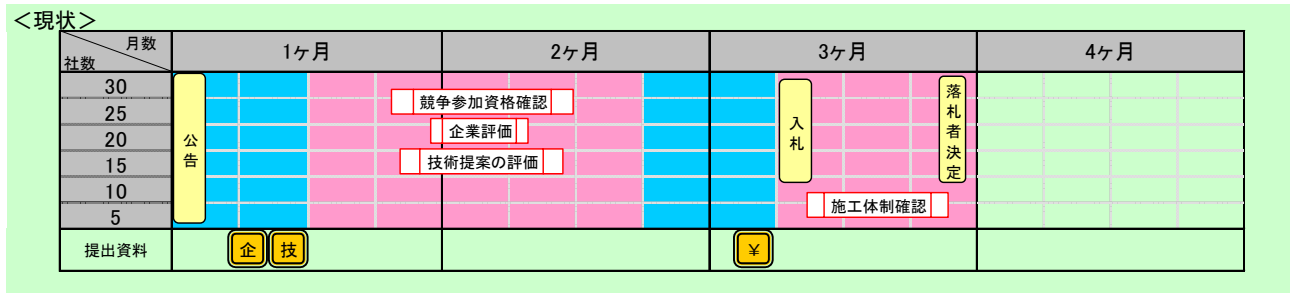 ＜現状＞
月数
社数
1ヶ月
2ヶ月
3ヶ月
4ヶ月
30
25
20
15
10
5
公告
競争参加資格確認
企業評価
技術提案の評価
入札
落札者決定
施工体制確認
提出資料
企
技
￥